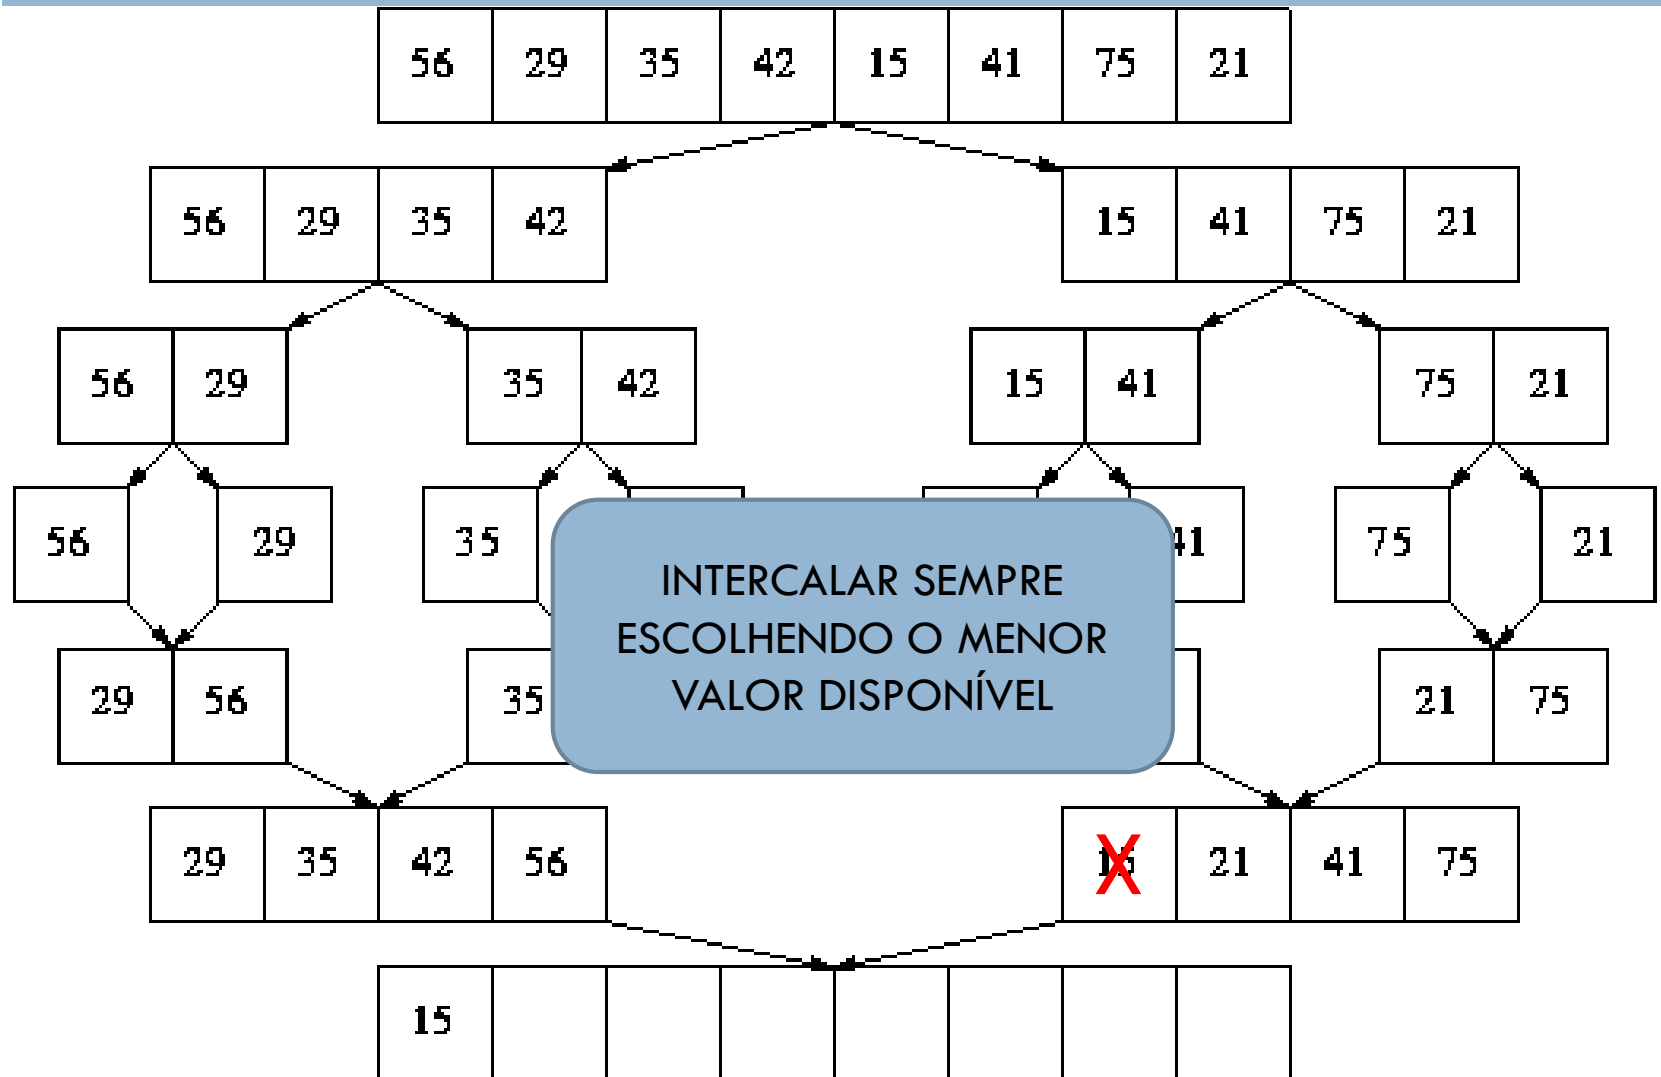 56 29 35 42 15 41 75 21
56 29 35 42 15 41 75 21
56 29 35 42 15 41 75 21
56 29 35 41 75 21
INTERCALAR SEMPRE
ESCOLHENDO O MENOR
VALOR DISPONÍVEL
29 56 35 21 75
29 35 42 56 X 21 41 75
15